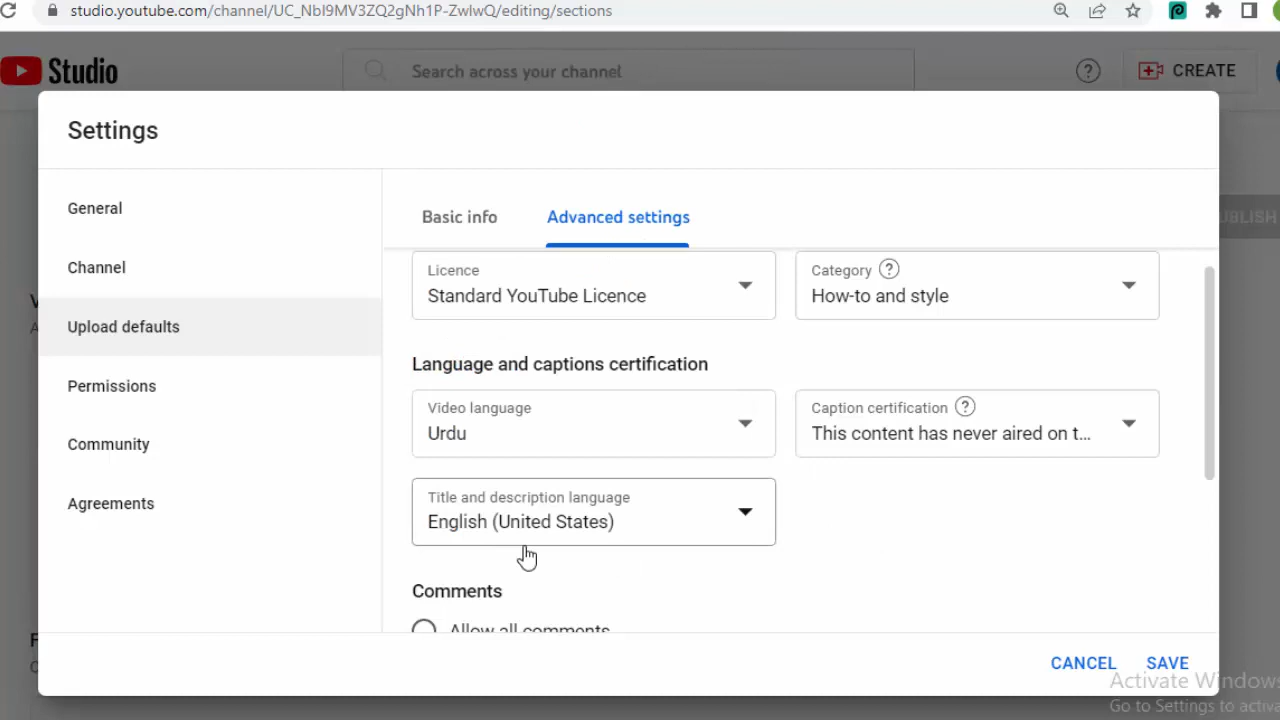 studio.youtube.com/channel/UC_NbI9MV3ZQ2gNh1P-ZwlwQ/editing/sections
Studio
Search across your channel
CREATE
Settings
General
Channel
Upload defaults
Permissions
Community
Agreements
Basic info
Advanced settings
UBLISH
Licence
Standard YouTube Licence
Category
How-to and style
Language and captions certification
Video language
Urdu
Caption certification
This content has never aired on t...
Title and description language
English (United States)
Comments
Allow all comments
CANCEL
SAVE
Activate Windows
Go to Settings to activa